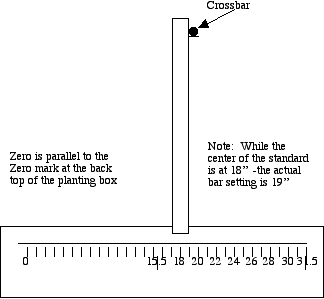 Crossbar
Zero is parallel to the
Zero mark at the back
top of the planting box
Note: While the
center of the standard
is at 18” -the actual
bar setting is 19”
0 15.5 18 20 22 24 26 28 30 31.5